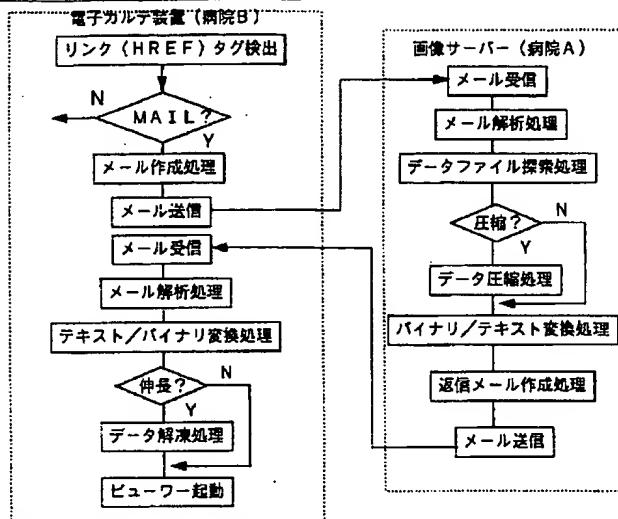 電子カルテ装置(病院B)
リンク(HREF)タグ検出
N
MAIL?
Y
メール作成処理
メール送信
メール受信
メール解析処理
テキスト/バイナリ変換処理
伸長?
N
Y
データ解凍処理
ビューワー起動
画像サーバー(病院A)
メール受信
メール解析処理
データファイル探索処理
圧縮?
N
Y
データ圧縮処理
バイナリ/テキスト変換処理
返信メール作成処理
メール送信